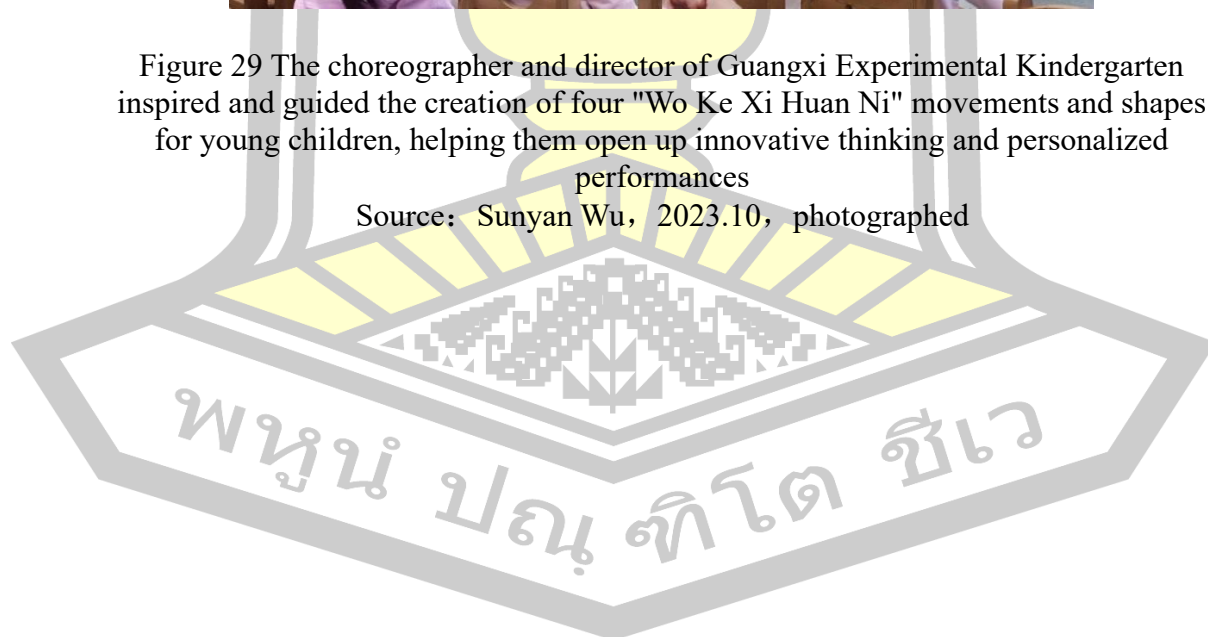 Figure 29 The choreographer and director of Guangxi Experimental Kindergarten
inspired and guided the creation of four "Wo Ke Xi Huan Ni" movements and shapes
for young children, helping them open up innovative thinking and personalized
performances
Source：Sunyan Wu，2023.10，photographed
พหูนํ ปณฺฑิโต ชีเว